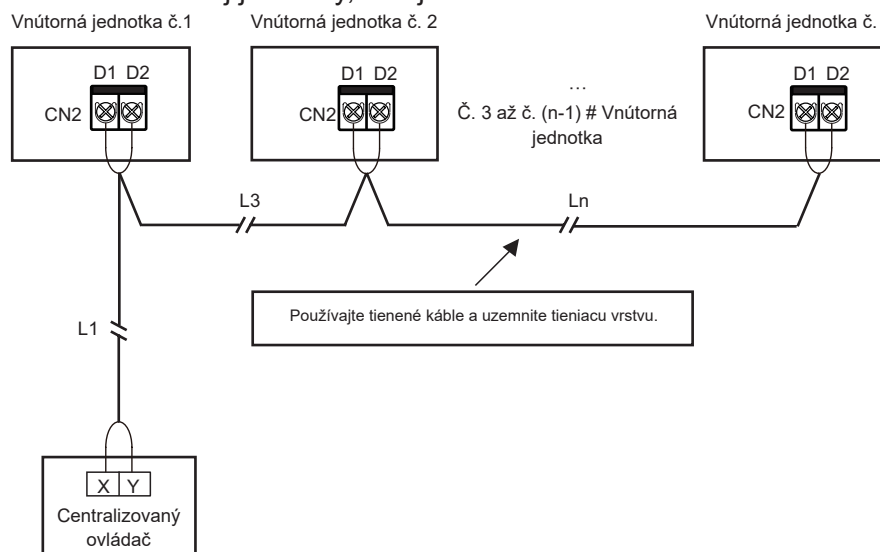 Vnútorná jednotka č.1
Vnútorná jednotka č. 2
Vnútorná jednotka č.
D1 D2
CN2
D1 D2
CN2
...
Č. 3 až č. (n-1) # Vnútorná
jednotka
D1 D2
CN2
L3
Ln
Používajte tienené káble a uzemnite tieniacu vrstvu.
L1
X Y
Centralizovaný
ovládač